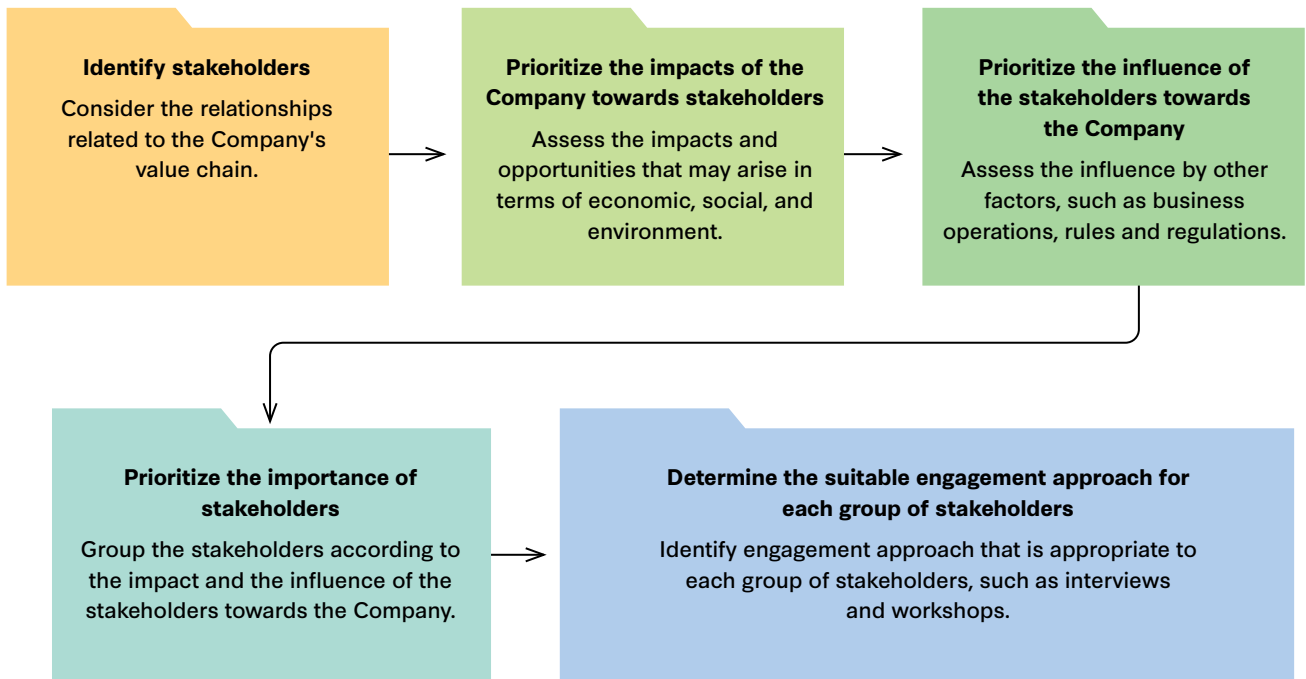 Identify stakeholders
Consider the relationships
related to the Company's
value chain.
Prioritize the impacts of the
Company towards stakeholders
Assess the impacts and
opportunities that may arise in
terms of economic, social, and
environment.
Prioritize the influence of
the stakeholders towards
the Company
Assess the influence by other
factors, such as business
operations, rules and regulations.
Prioritize the importance of
stakeholders
Group the stakeholders according to
the impact and the influence of the
stakeholders towards the Company.
Determine the suitable engagement approach for
each group of stakeholders
Identify engagement approach that is appropriate to
each group of stakeholders, such as interviews
and workshops.